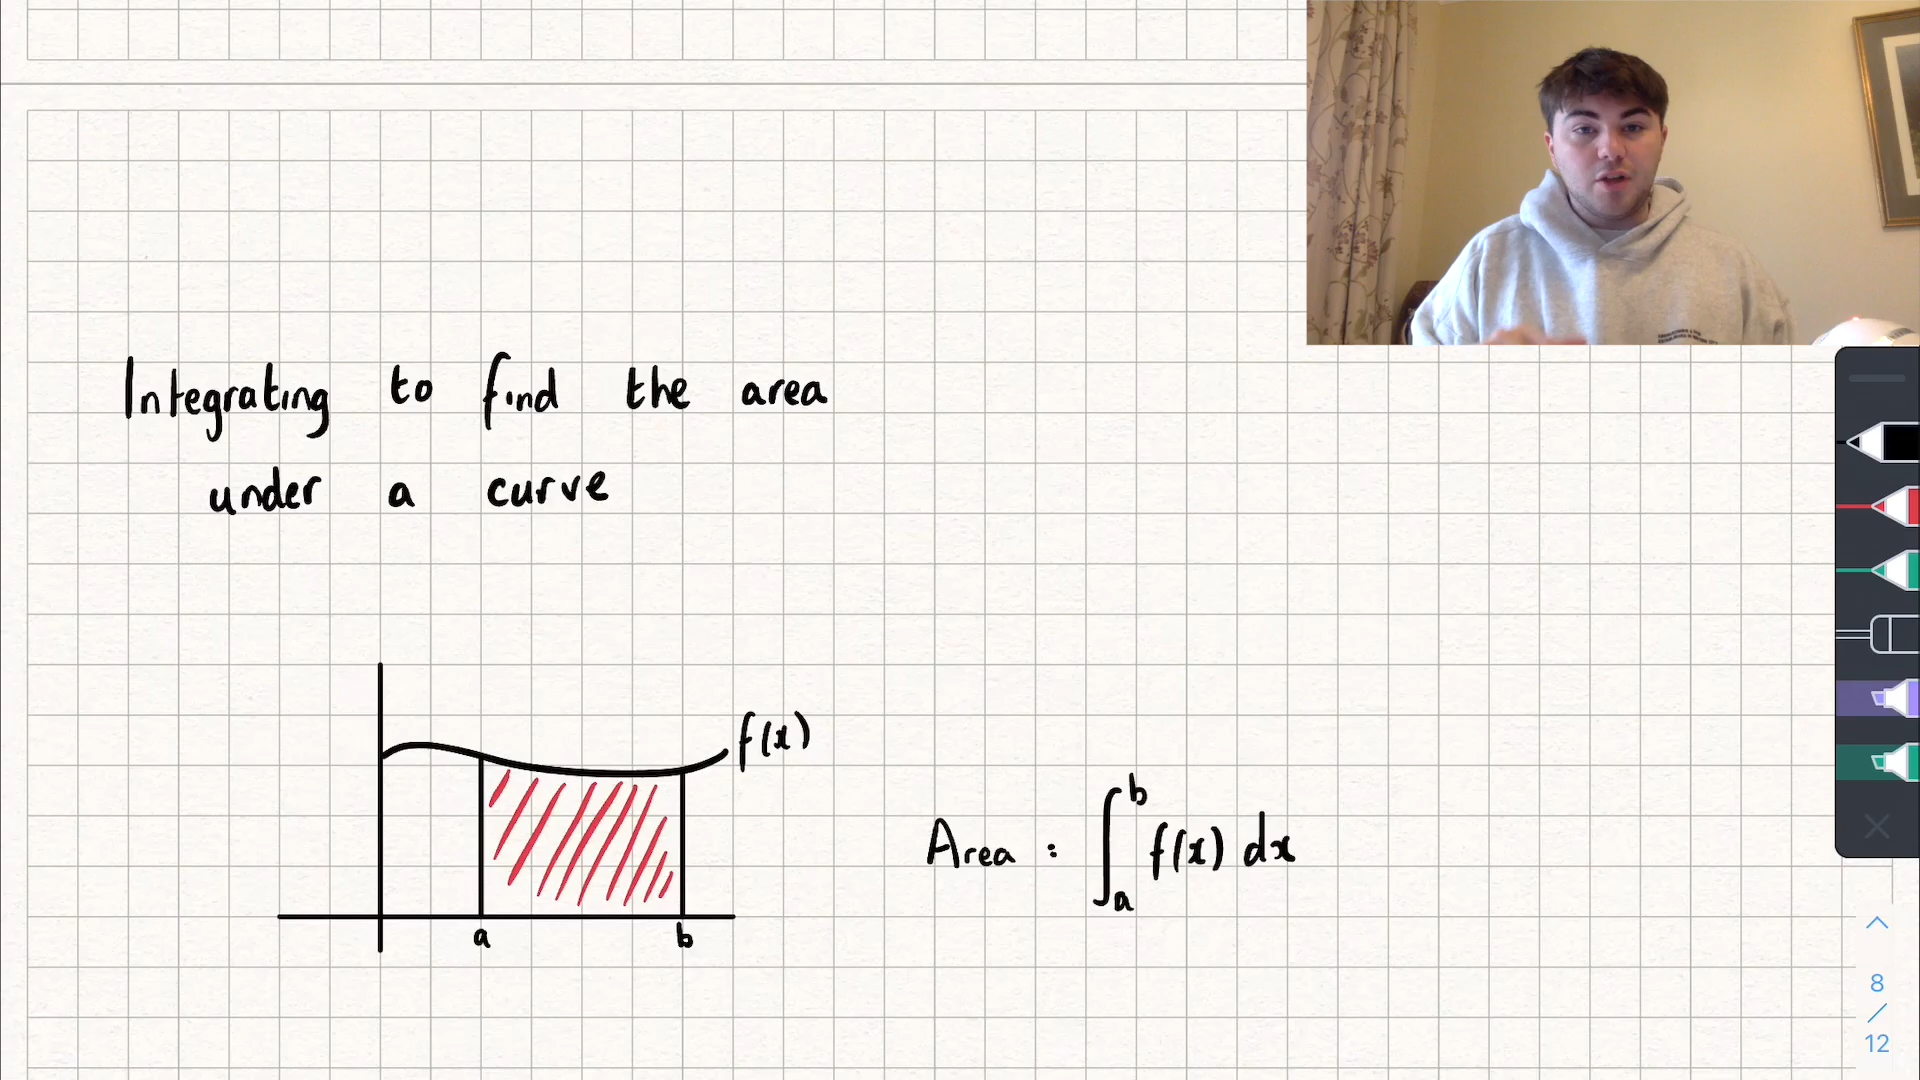 Integrating to find the area
under a curve
f(x)
a b
Area : ∫ₐᵇ f(x) dx
8
/
12